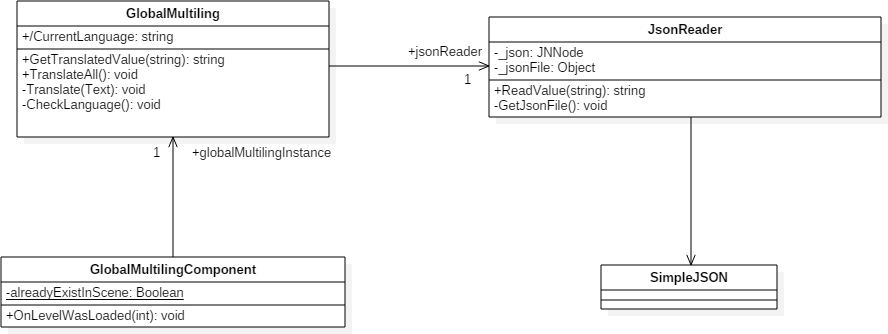 GlobalMultiling
+/CurrentLanguage: string
+GetTranslatedValue(string): string
+TranslateAll(): void
-Translate(Text): void
-CheckLanguage(): void
+jsonReader
1
JsonReader
-_json: JNNode
-_jsonFile: Object
+ReadValue(string): string
-GetJsonFile(): void
1
+globalMultilingInstance
GlobalMultilingComponent
-alreadyExistInScene: Boolean
+OnLevelWasLoaded(int): void
SimpleJSON